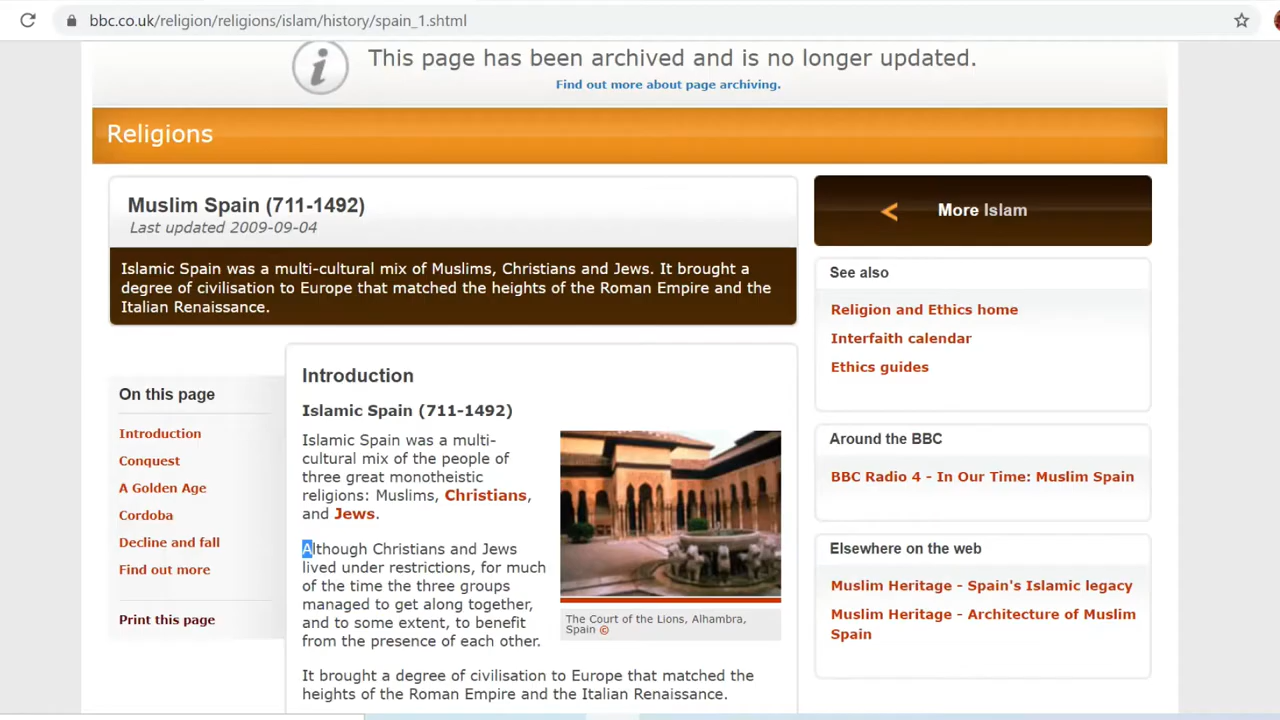 bbc.co.uk/religion/religions/islam/history/spain_1.shtml
This page has been archived and is no longer updated.
Find out more about page archiving.
Religions
Muslim Spain (711-1492)
Last updated 2009-09-04
Islamic Spain was a multi-cultural mix of Muslims, Christians and Jews. It brought a
degree of civilisation to Europe that matched the heights of the Roman Empire and the
Italian Renaissance.
On this page
Introduction
Conquest
A Golden Age
Cordoba
Decline and fall
Find out more
Print this page
Introduction
Islamic Spain (711-1492)
Islamic Spain was a multi-
cultural mix of the people of
three great monotheistic
religions: Muslims, Christians,
and Jews.
Although Christians and Jews
lived under restrictions, for much
of the time the three groups
managed to get along together,
and to some extent, to benefit
from the presence of each other.
The Court of the Lions, Alhambra,
Spain ©
It brought a degree of civilisation to Europe that matched the
heights of the Roman Empire and the Italian Renaissance.
More Islam
See also
Religion and Ethics home
Interfaith calendar
Ethics guides
Around the BBC
BBC Radio 4 - In Our Time: Muslim Spain
Elsewhere on the web
Muslim Heritage - Spain's Islamic legacy
Muslim Heritage - Architecture of Muslim
Spain